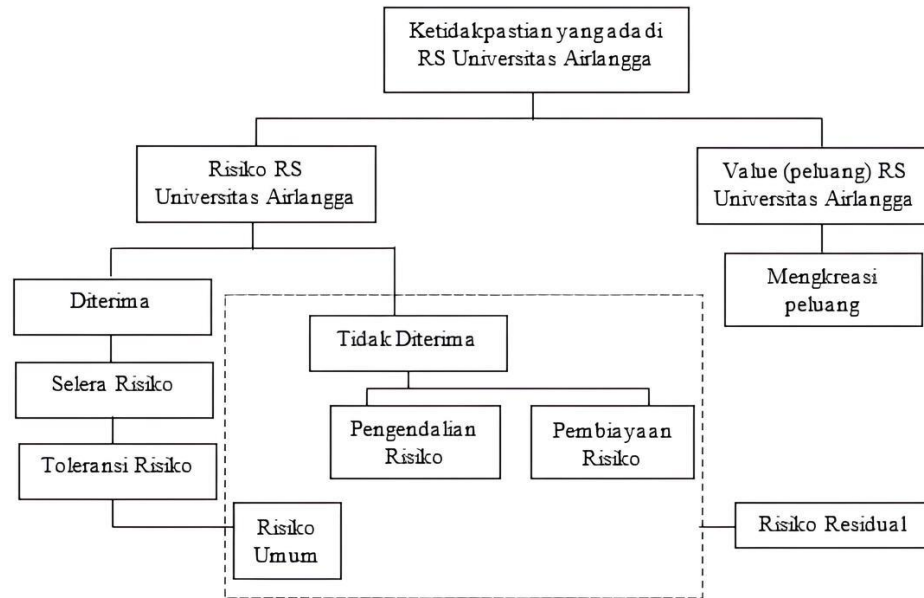 Ketidakpastian yang ada di
RS Universitas Airlangga
Risiko RS
Universitas Airlangga
Value (peluang) RS
Universitas Airlangga
Diterima
Mengkreasi
peluang
Tidak Diterima
Selera Risiko
Pengendalian
Risiko
Pembiayaan
Risiko
Toleransi Risiko
Risiko
Umum
Risiko Residual